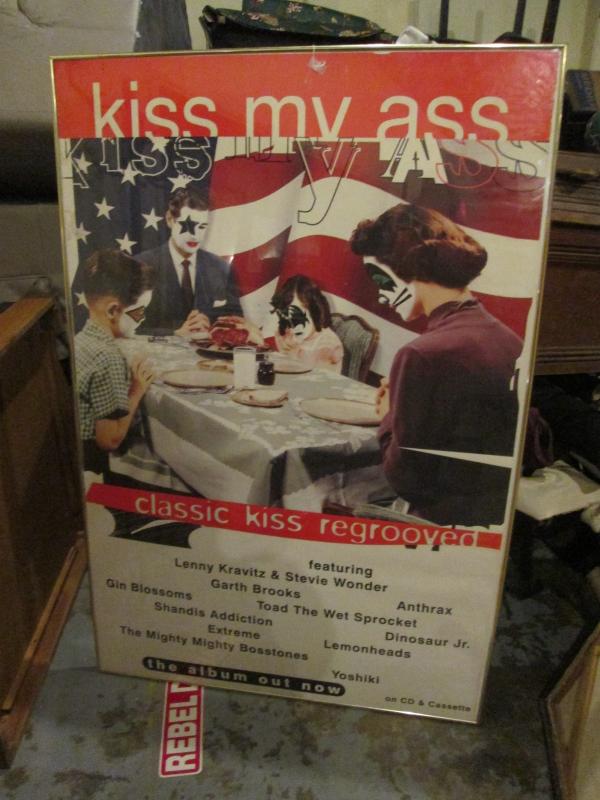 kiss my ass
KISS MY ASS
classic kiss regrooved
featuring
Lenny Kravitz & Stevie Wonder
Garth Brooks
Anthrax
Gin Blossoms
Toad The Wet Sprocket
Shandis Addiction
Dinosaur Jr.
Extreme
Lemonheads
The Mighty Mighty Bosstones
Yoshiki
the album out now
on CD & Cassette
REBEL